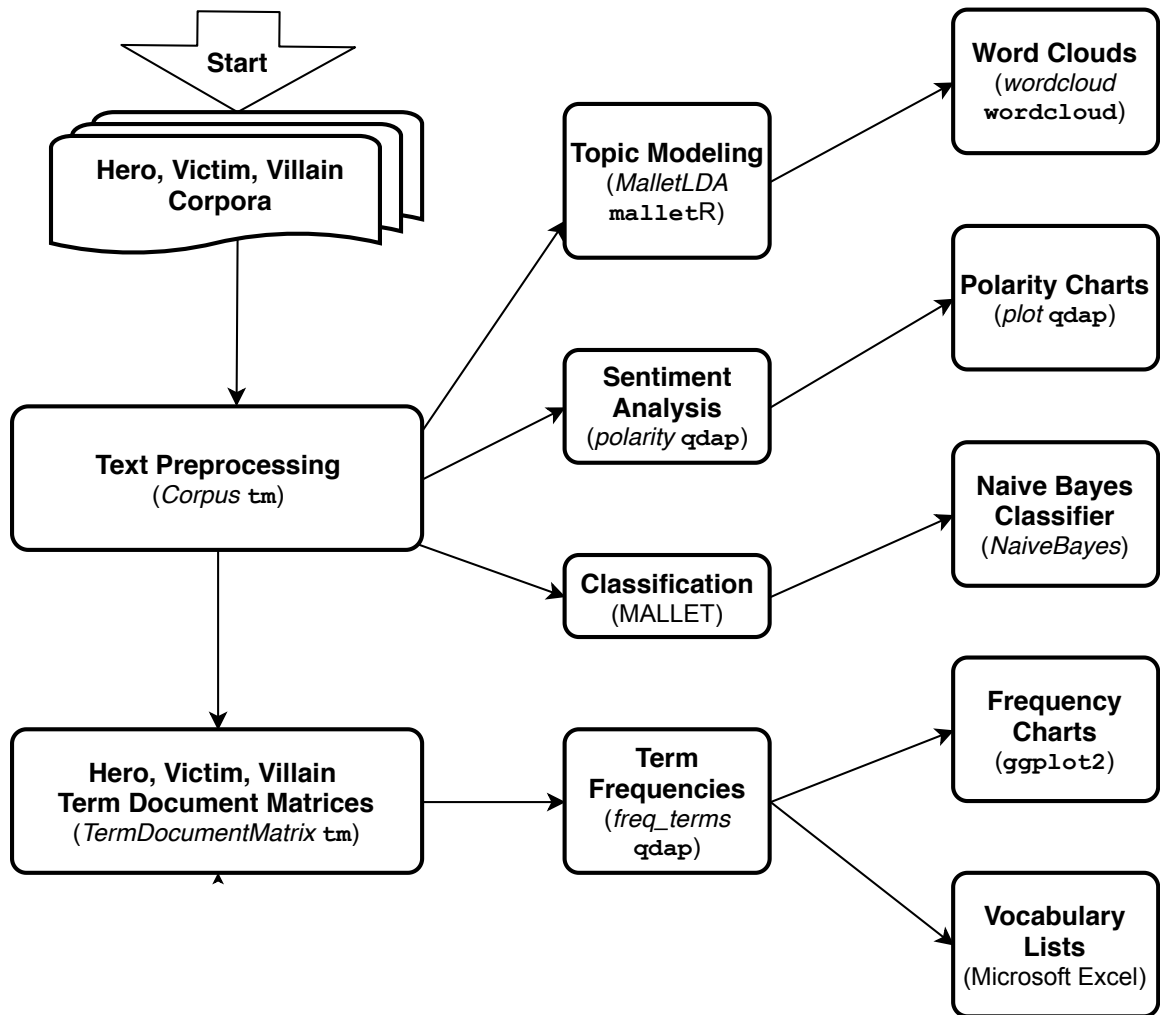 Start
Hero, Victim, Villain
Corpora
Text Preprocessing
(Corpus tm)
Hero, Victim, Villain
Term Document Matrices
(TermDocumentMatrix tm)
Topic Modeling
(MalletLDA
malletR)
Sentiment
Analysis
(polarity qdap)
Classification
(MALLET)
Term
Frequencies
(freq_terms
qdap)
Word Clouds
(wordcloud
wordcloud)
Polarity Charts
(plot qdap)
Naive Bayes
Classifier
(NaiveBayes)
Frequency
Charts
(ggplot2)
Vocabulary
Lists
(Microsoft Excel)